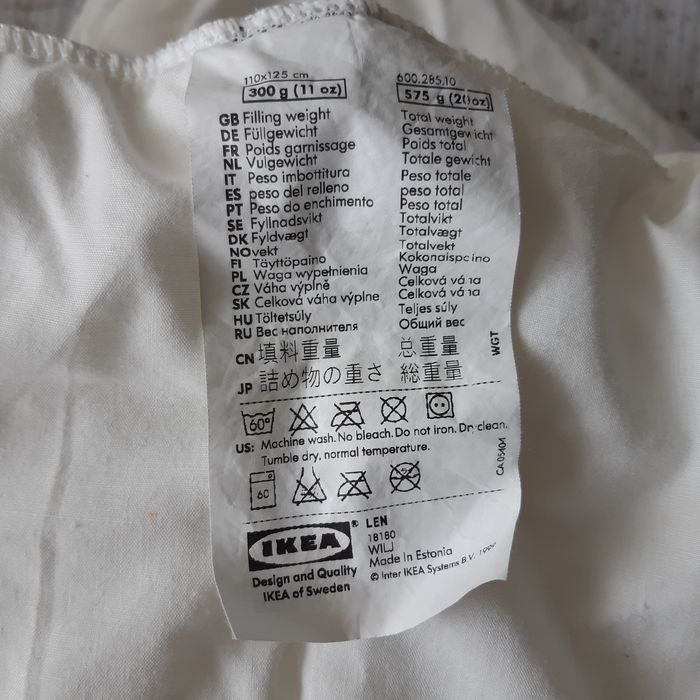 110x125 cm 600.285.10
300 g (11 oz) 575 g (20 oz)
GB Filling weight Total weight
DE Füllgewicht Gesamtgewicht
FR Poids garnissage Poids total
NL Vulgewicht Totale gewicht
IT Peso imbottitura Peso totale
ES peso del relleno peso total
PT Peso do enchimento Peso total
SE Fyllnadsvikt Totalvikt
DK Fyldvægt Totalvægt
NO vekt Totalvekt
FI Täyttöpaino Kokonaispaino
PL Waga wypełnienia Waga
CZ Váha výplně Celková váha
SK Celková váha výplne Celková váha
HU Töltetsúly Teljes súly
RU Вес наполнителя Общий вес
CN 填料重量 总重量
JP 詰め物の重さ 総重量
WGT
60°
US: Machine wash. No bleach. Do not iron. Dry clean.
Tumble dry, normal temperature.
60
CA 05404
IKEA®
Design and Quality
IKEA of Sweden
LEN
18180
WILJ
Made in Estonia
© Inter IKEA Systems B.V.